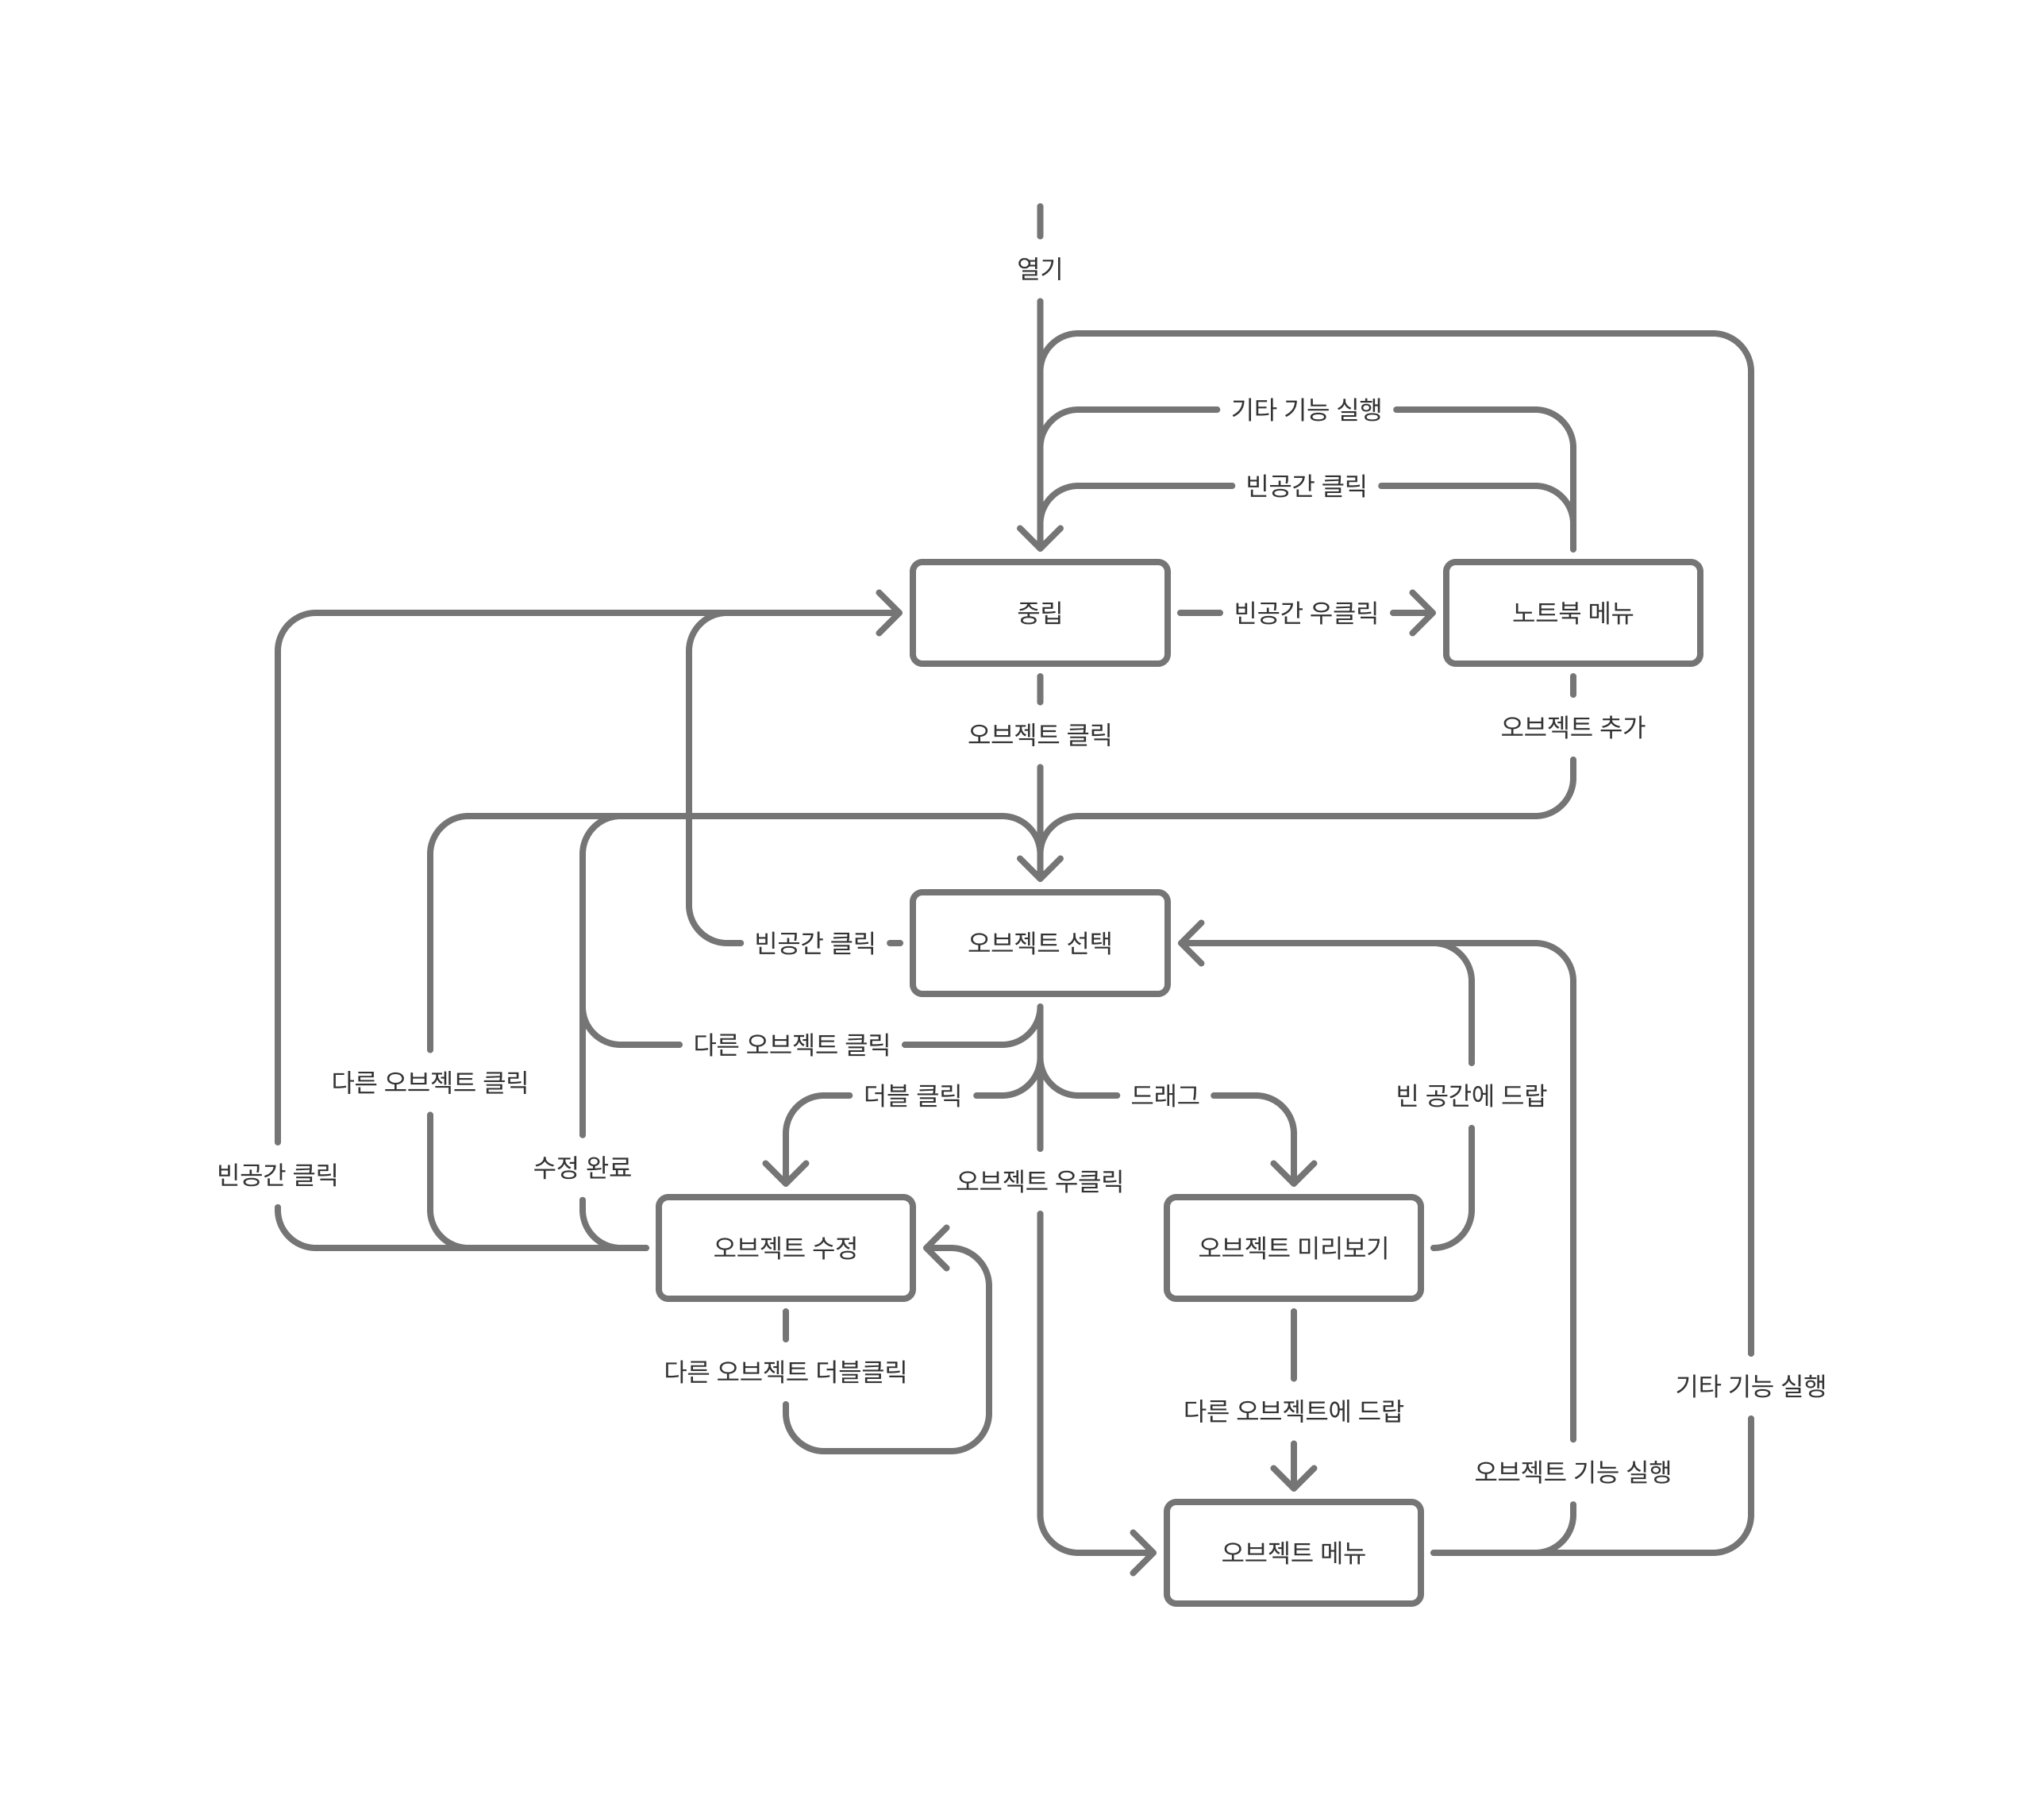 열기
기타 기능 실행
빈공간 클릭
중립
빈공간 우클릭
노트북 메뉴
오브젝트 클릭
오브젝트 추가
빈공간 클릭
오브젝트 선택
다른 오브젝트 클릭
다른 오브젝트 클릭
더블 클릭
드래그
빈 공간에 드랍
빈공간 클릭
수정 완료
오브젝트 우클릭
오브젝트 수정
오브젝트 미리보기
다른 오브젝트 더블클릭
기타 기능 실행
다른 오브젝트에 드랍
오브젝트 기능 실행
오브젝트 메뉴